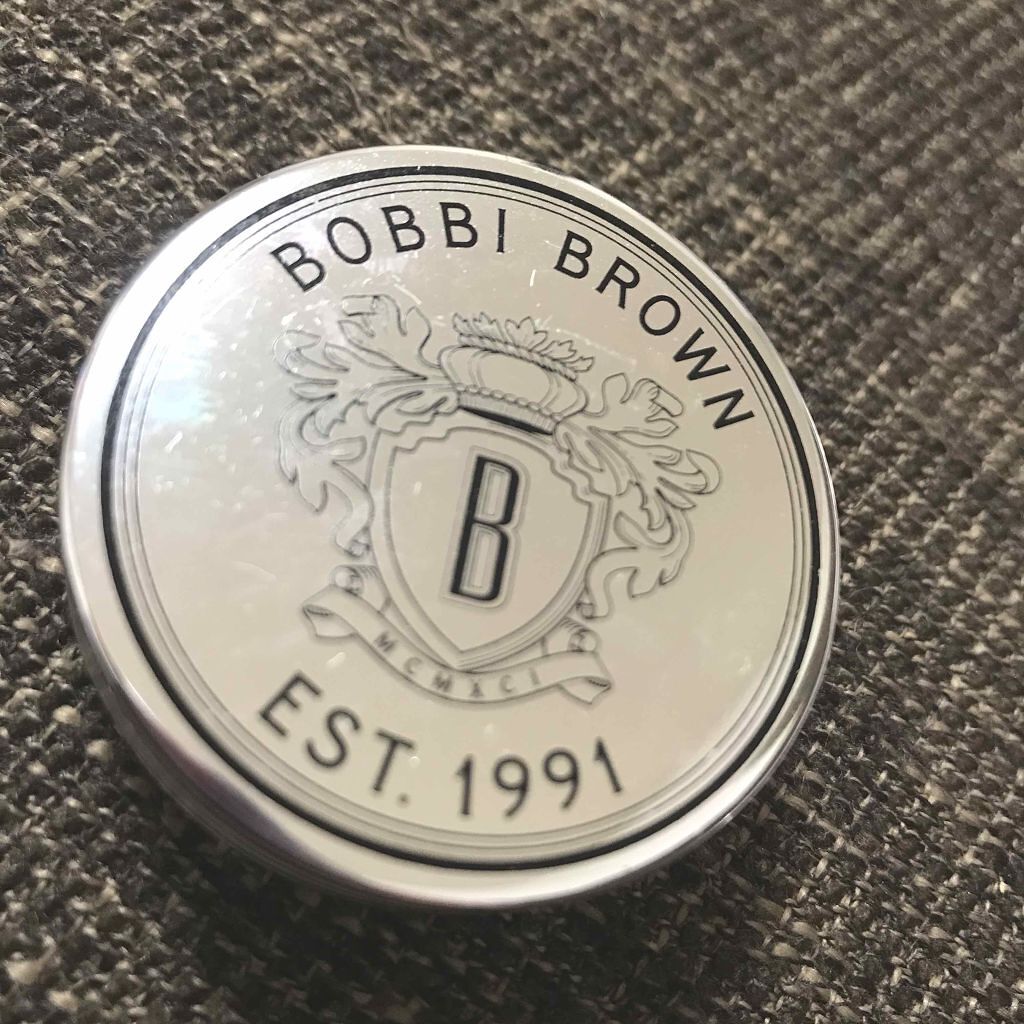 BOBBI BROWN
B
MCMXCI
EST. 1991